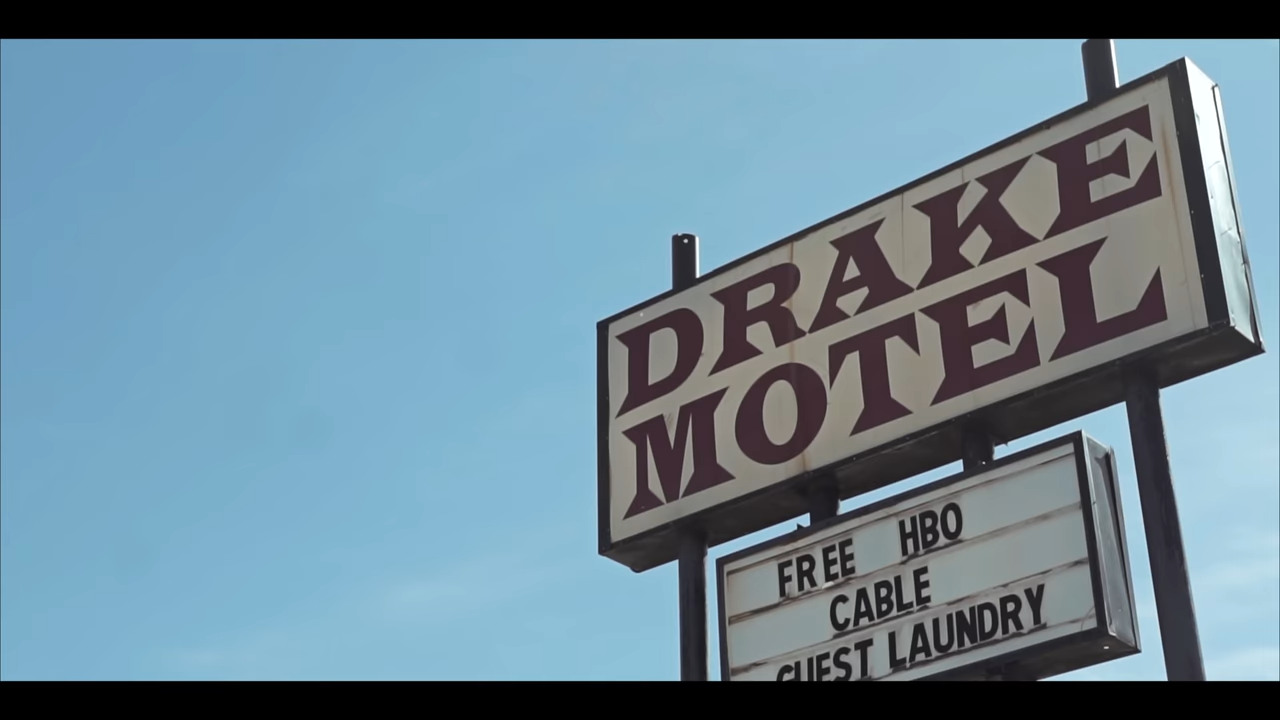 DRAKE
MOTEL
FREE HBO
CABLE
GUEST LAUNDRY